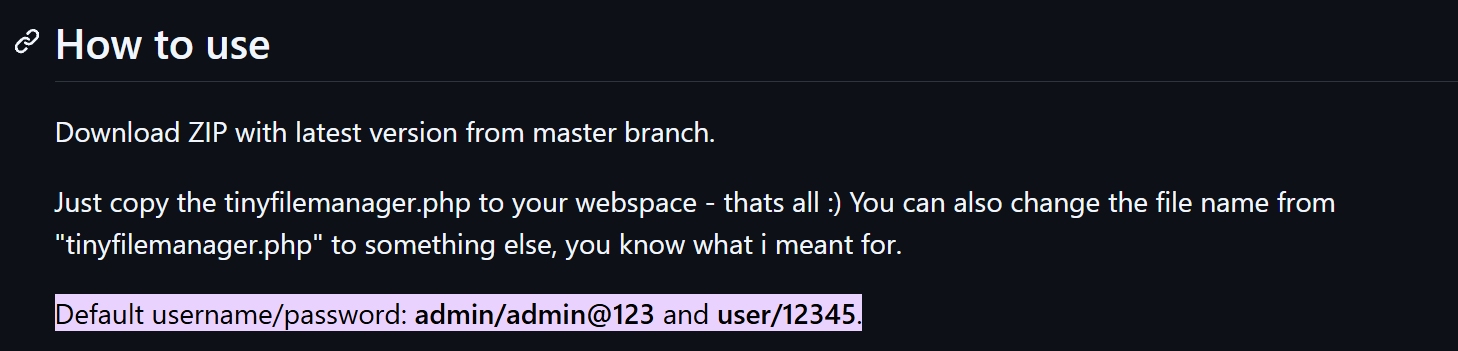 How to use
Download ZIP with latest version from master branch.
Just copy the tinyfilemanager.php to your webspace - thats all :) You can also change the file name from
"tinyfilemanager.php" to something else, you know what i meant for.
Default username/password: admin/admin@123 and user/12345.